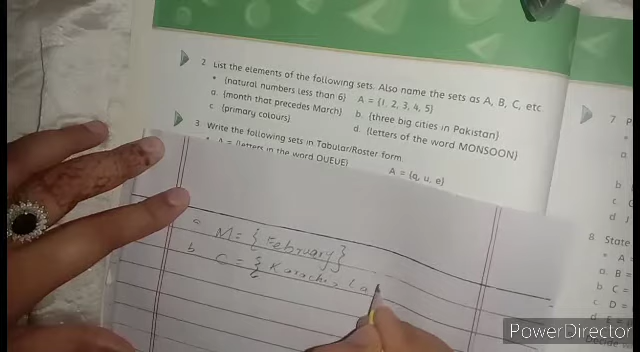 2 List the elements of the following sets. Also name the sets as A, B, C, etc
* {natural numbers less than 6} A = {1, 2, 3, 4, 5}
a. {month that precedes March} b. {three big cities in Pakistan}
c {primary colours} d. {letters of the word MONSOON}
3. Write the following sets in Tabular/Roster form.
* A = {letters in the word QUEUE} A = {q, u, e}
a M = { February }
b C = { Karachi, La
7 P
a
b
c
d
8 State
* A
a. B =
b C =
c D =
d E =
PowerDirector